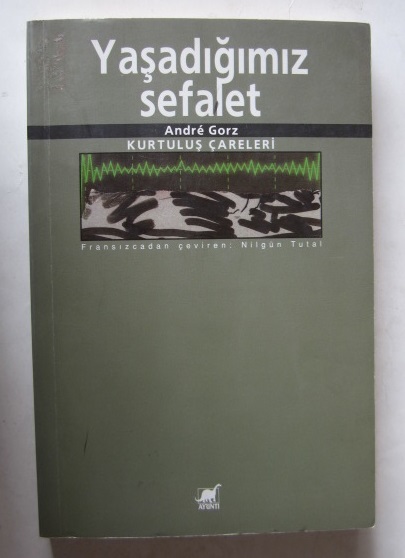 Yaşadığımız
sefalet
André Gorz
KURTULUŞ ÇARELERİ
Fransızcadan çeviren: Nilgün Tutal
AYRINTI